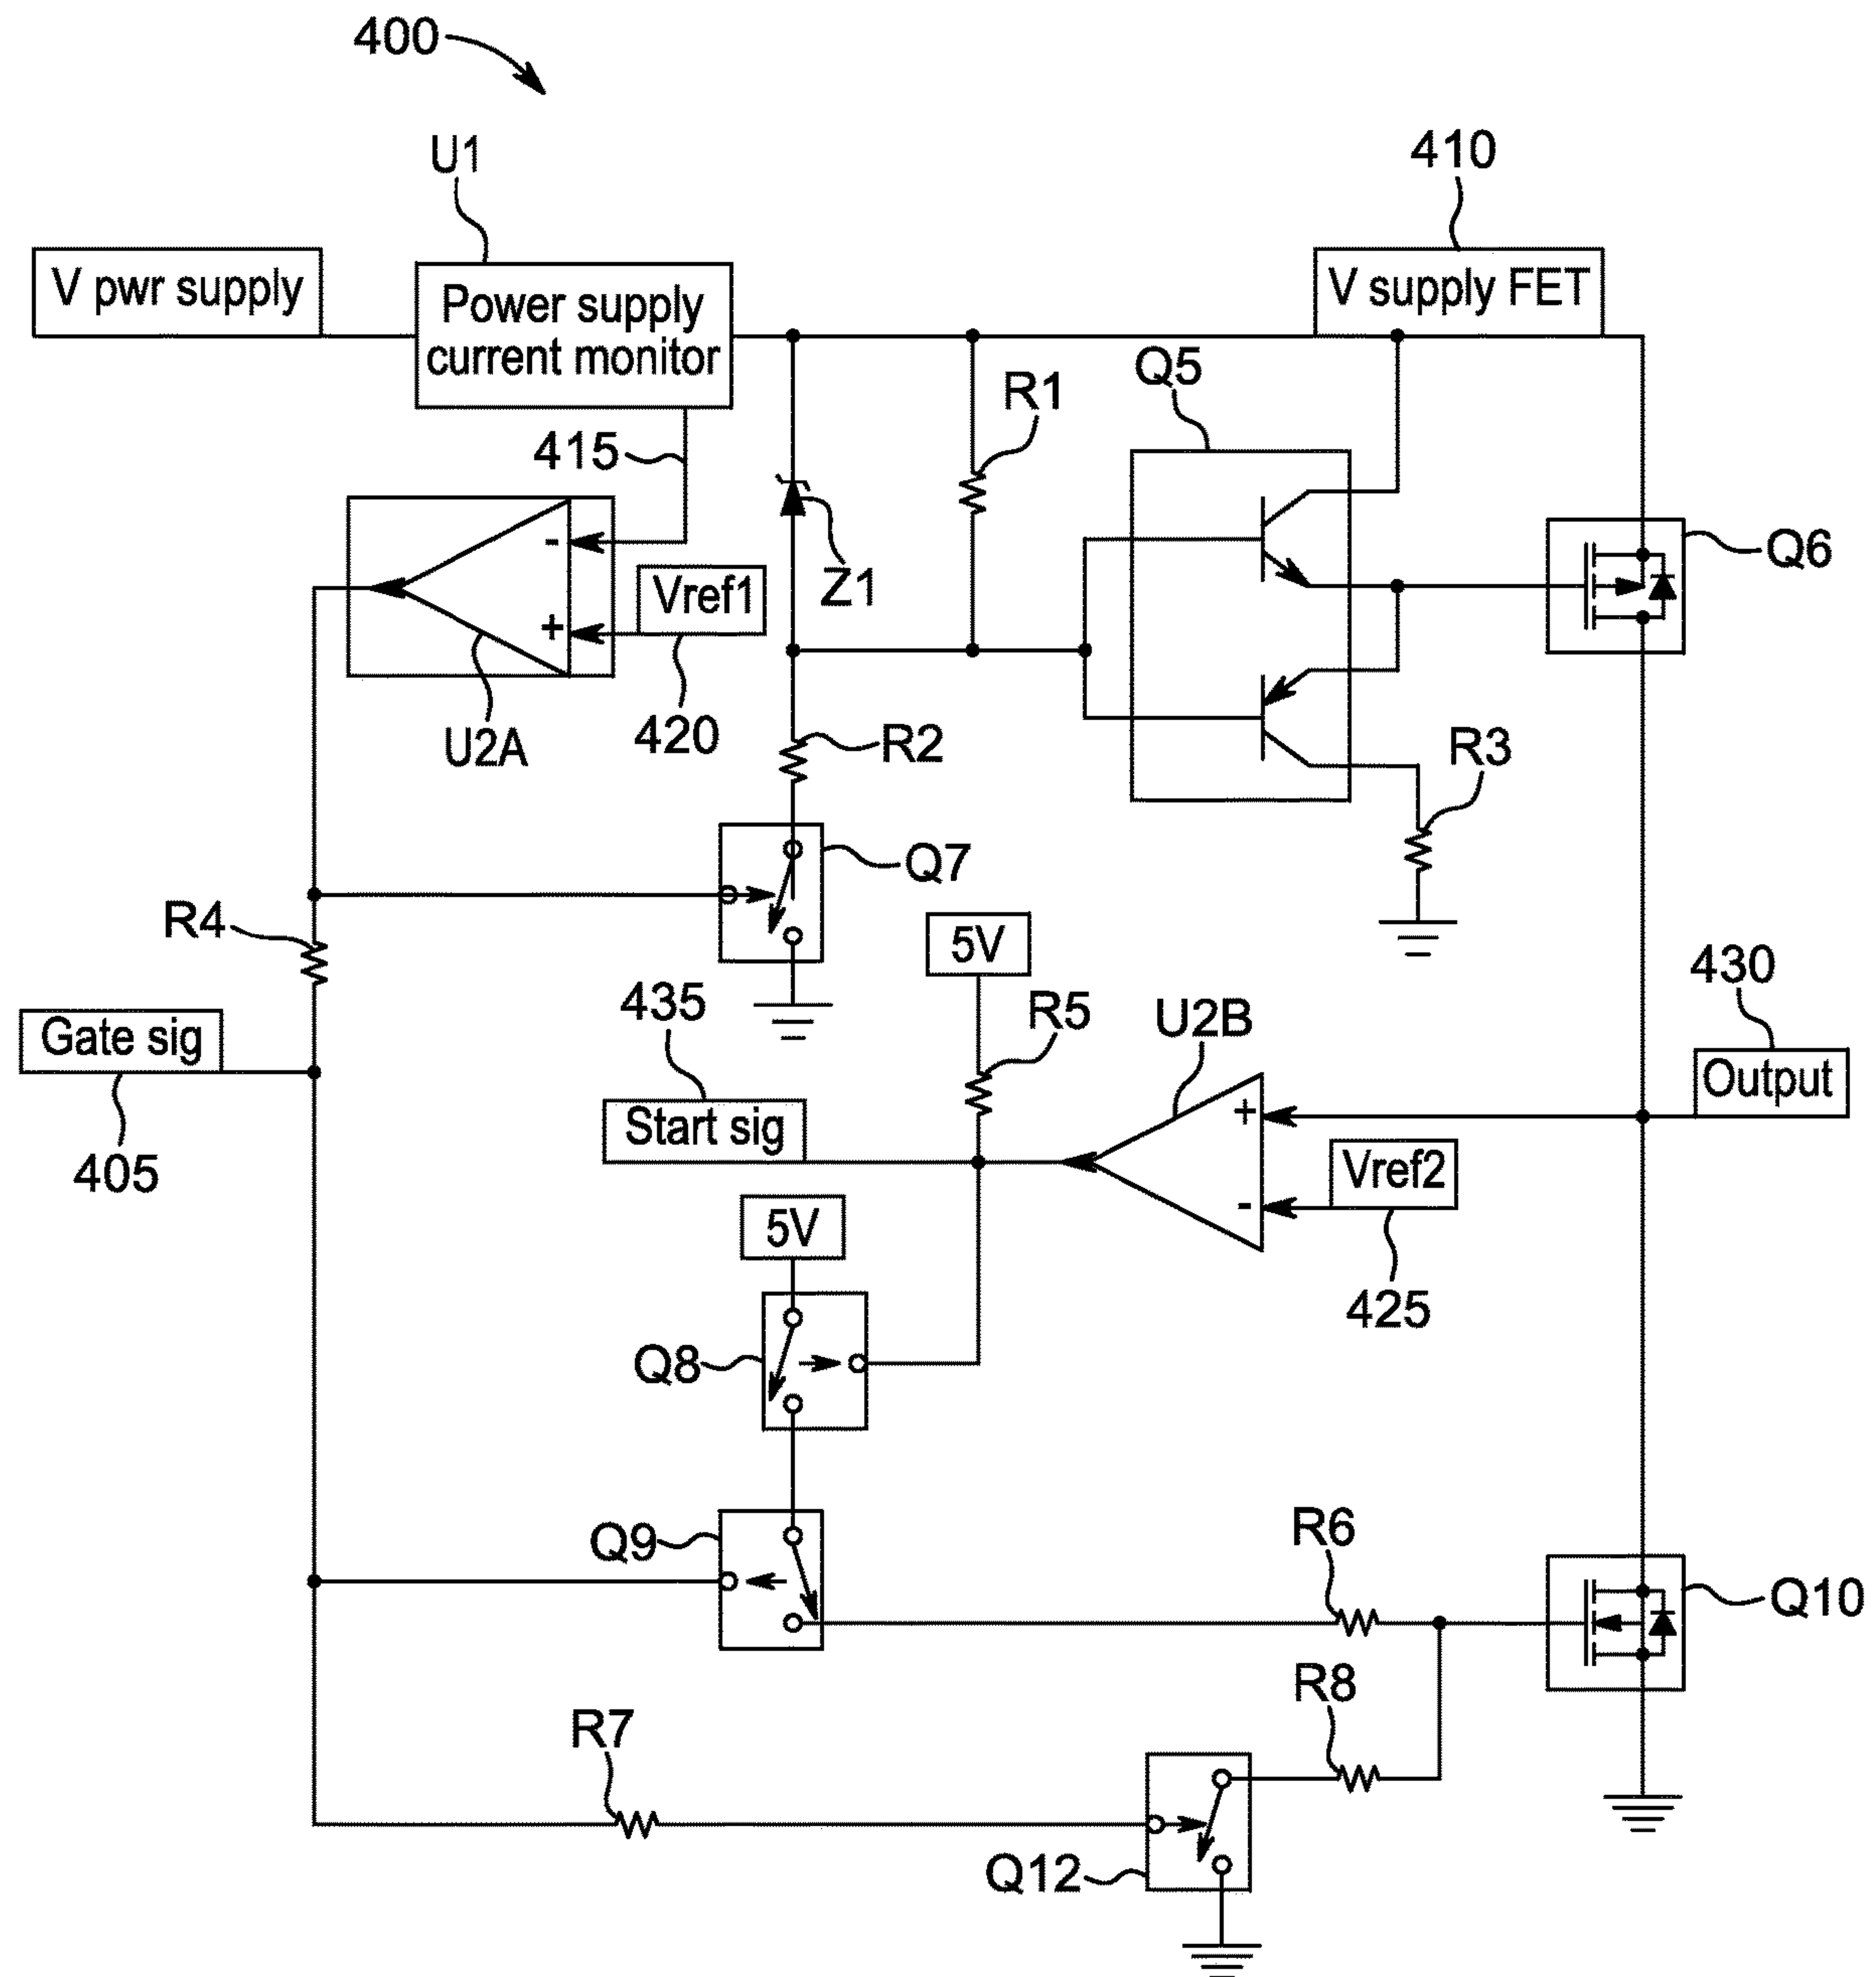 400
U1
410
V pwr supply
Power supply
current monitor
V supply FET
Q5
R1
415
-
Z1
Q6
Vref1
+
U2A
420
R2
R3
Q7
R4
5V
430
435
R5
U2B
Gate sig
Output
+
Start sig
405
Vref2
-
5V
425
Q8
Q9
R6
Q10
R8
R7
Q12